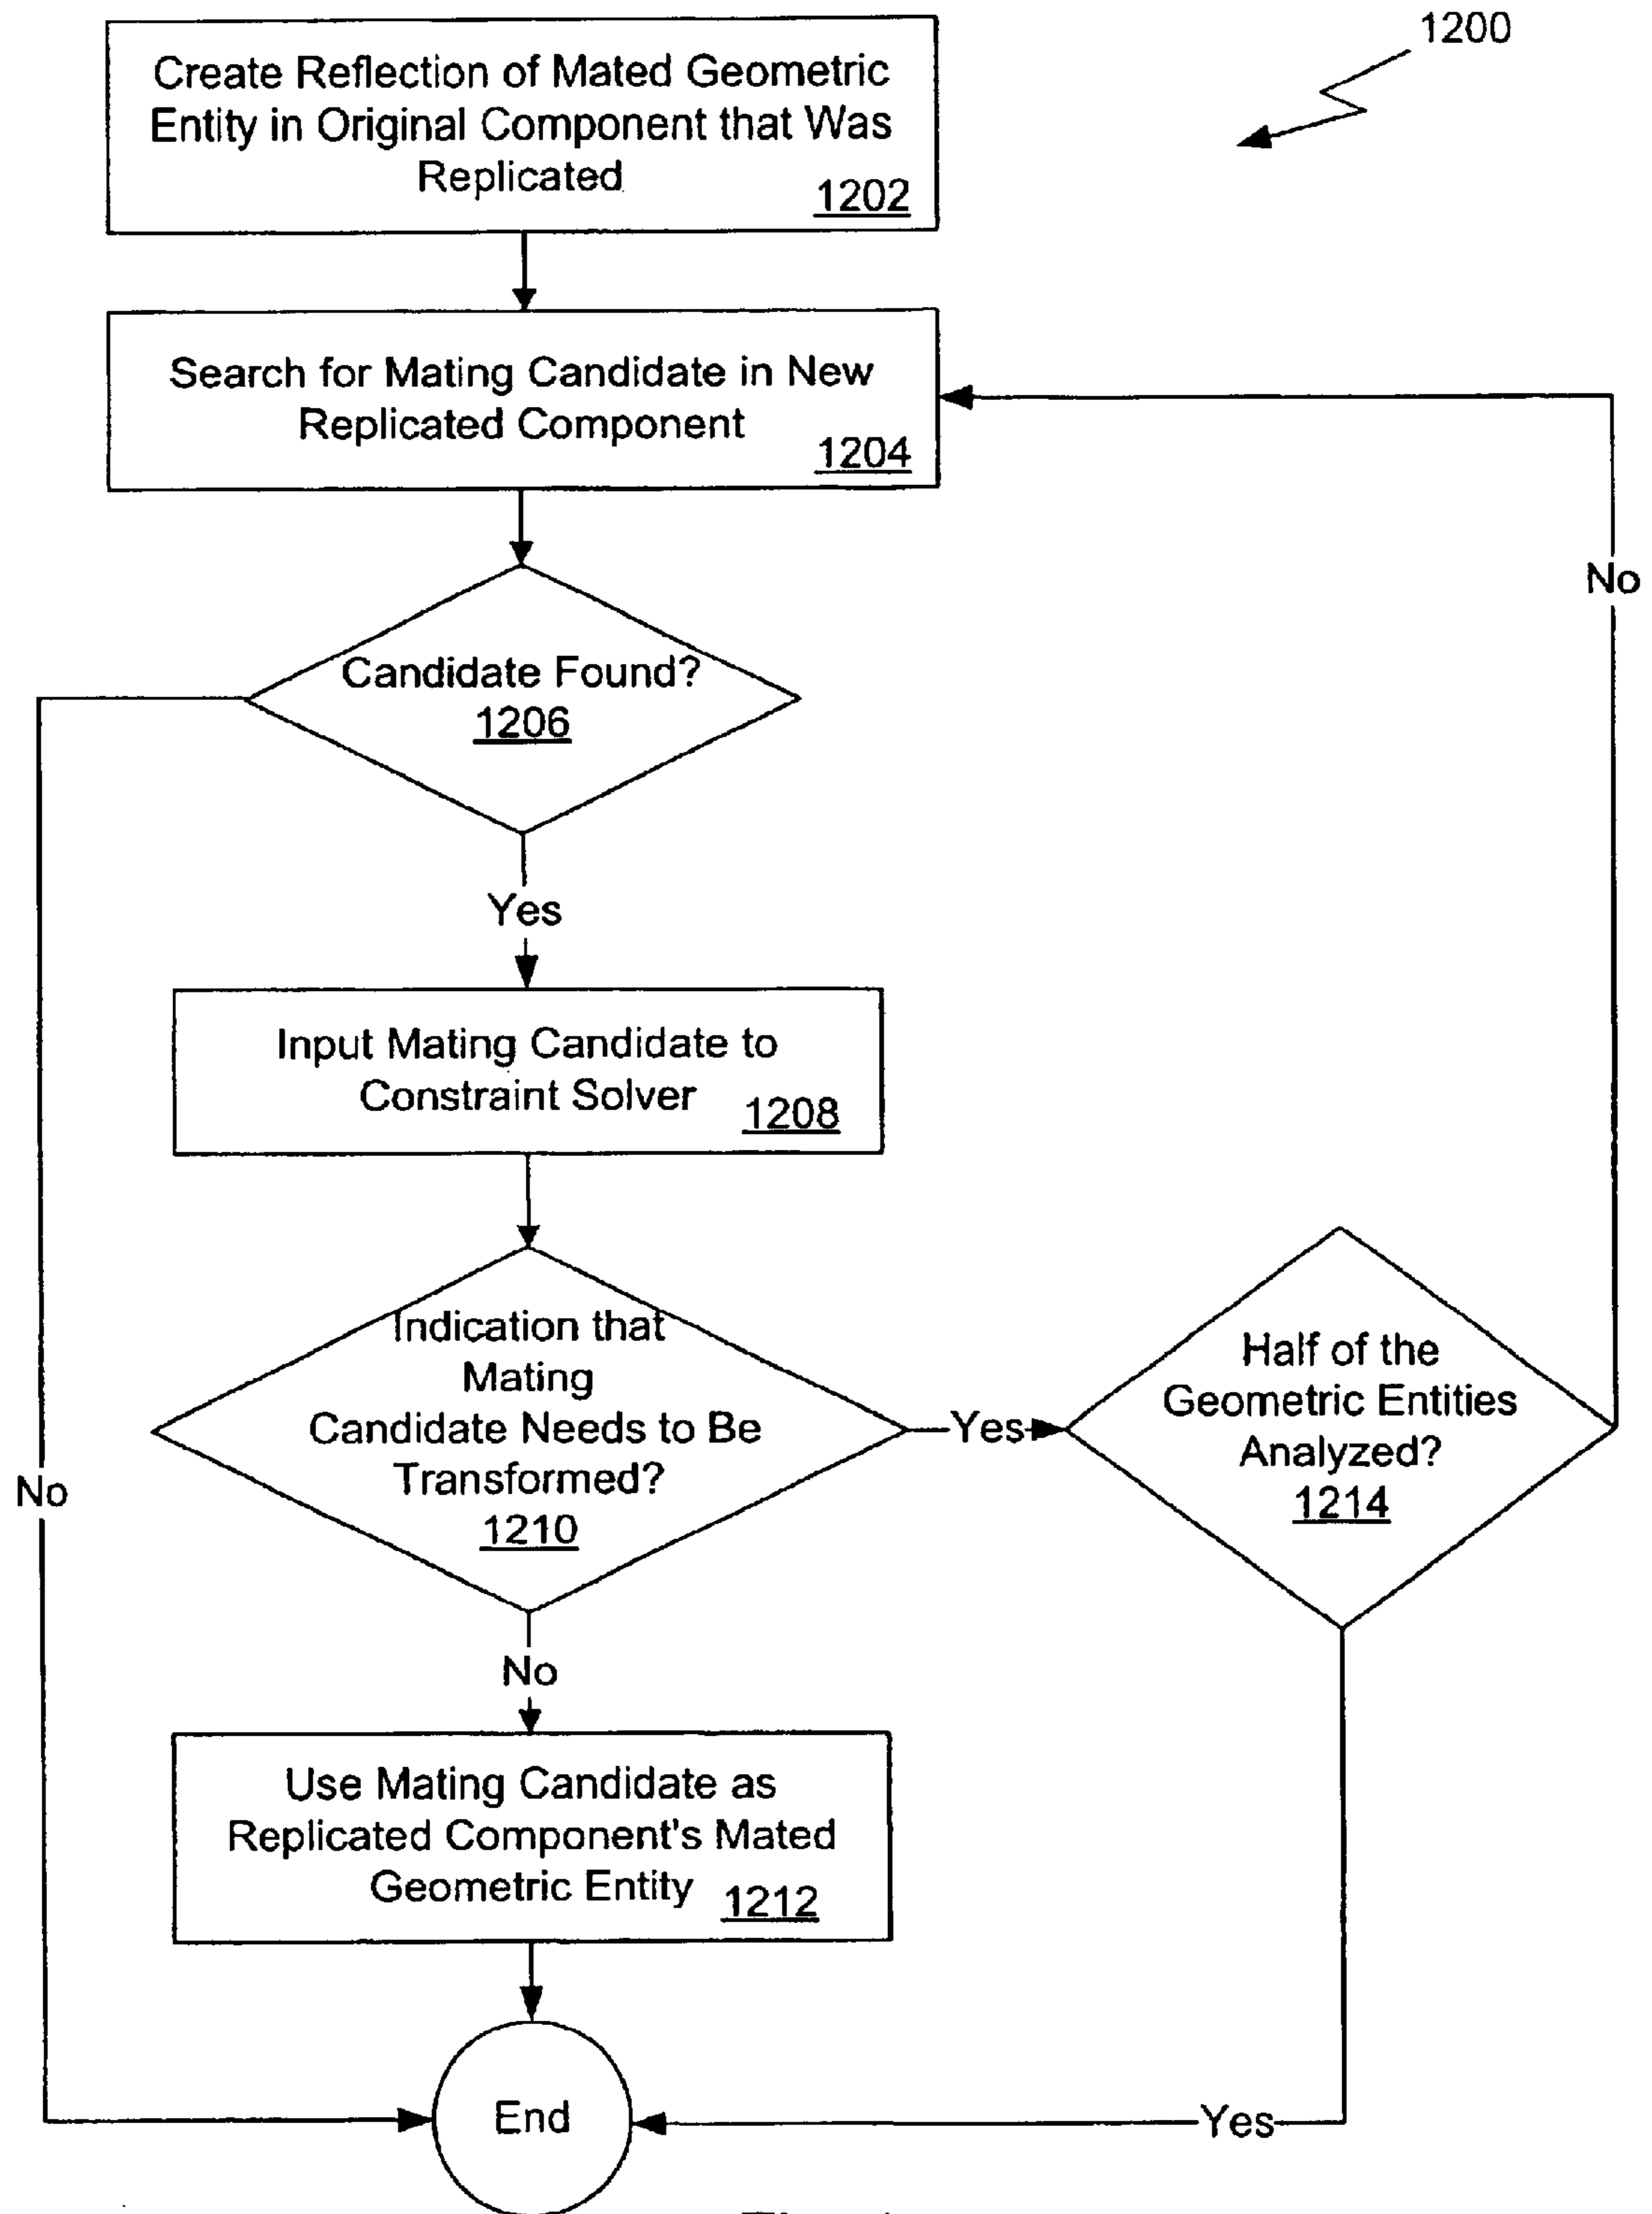 1200
Create Reflection of Mated Geometric
Entity in Original Component that Was
Replicated
1202
Search for Mating Candidate in New
Replicated Component
1204
No
Candidate Found?
1206
Yes
Input Mating Candidate to
Constraint Solver
1208
Indication that
Mating
Candidate Needs to Be
Transformed?
1210
Yes
Half of the
Geometric Entities
Analyzed?
1214
No
No
Use Mating Candidate as
Replicated Component's Mated
Geometric Entity
1212
End
Yes